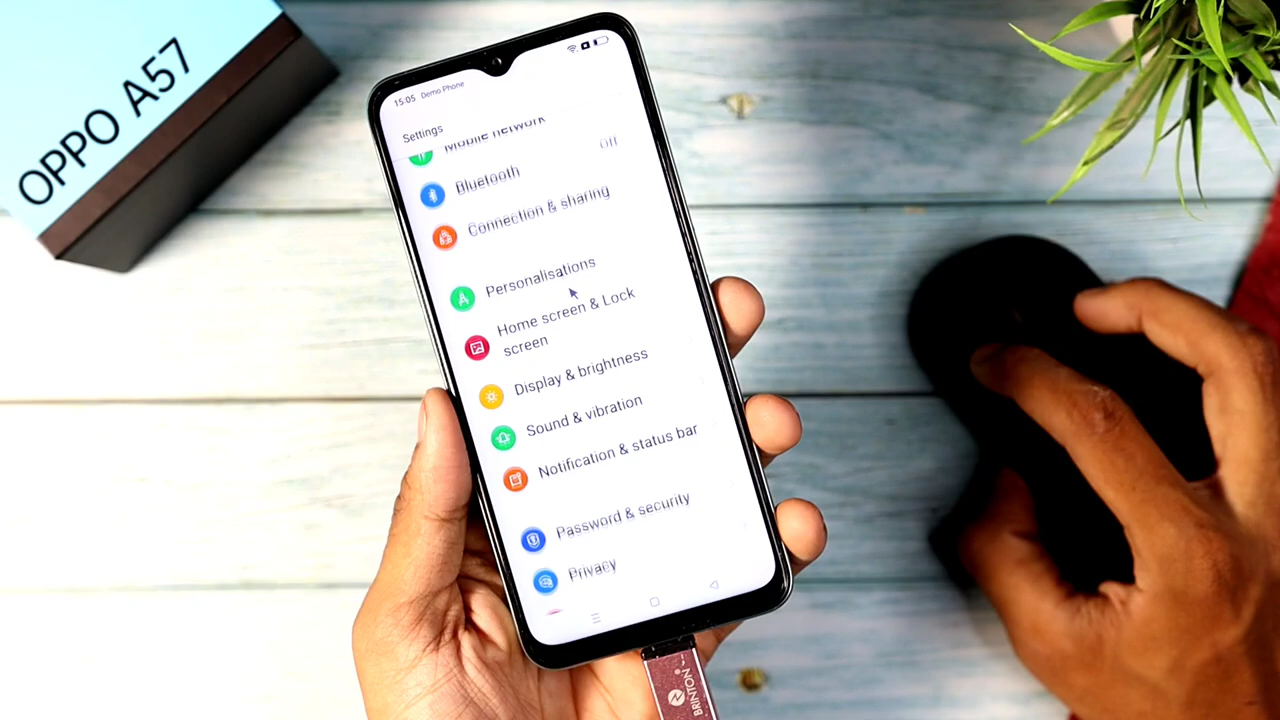 OPPO A57
15:05 Demo Phone
Settings
Mobile network
Bluetooth
Off
Connection & sharing
Personalisations
Home screen & Lock
screen
Display & brightness
Sound & vibration
Notification & status bar
Password & security
Privacy
BRINTON